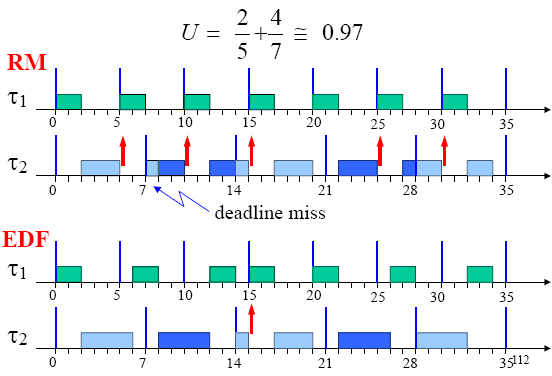 U = 2/5 + 4/7 ≅ 0.97
RM
τ1
0 5 10 15 20 25 30 35
τ2
0 7 14 21 28 35
deadline miss
EDF
τ1
0 5 10 15 20 25 30 35
τ2
0 7 14 21 28 35
112